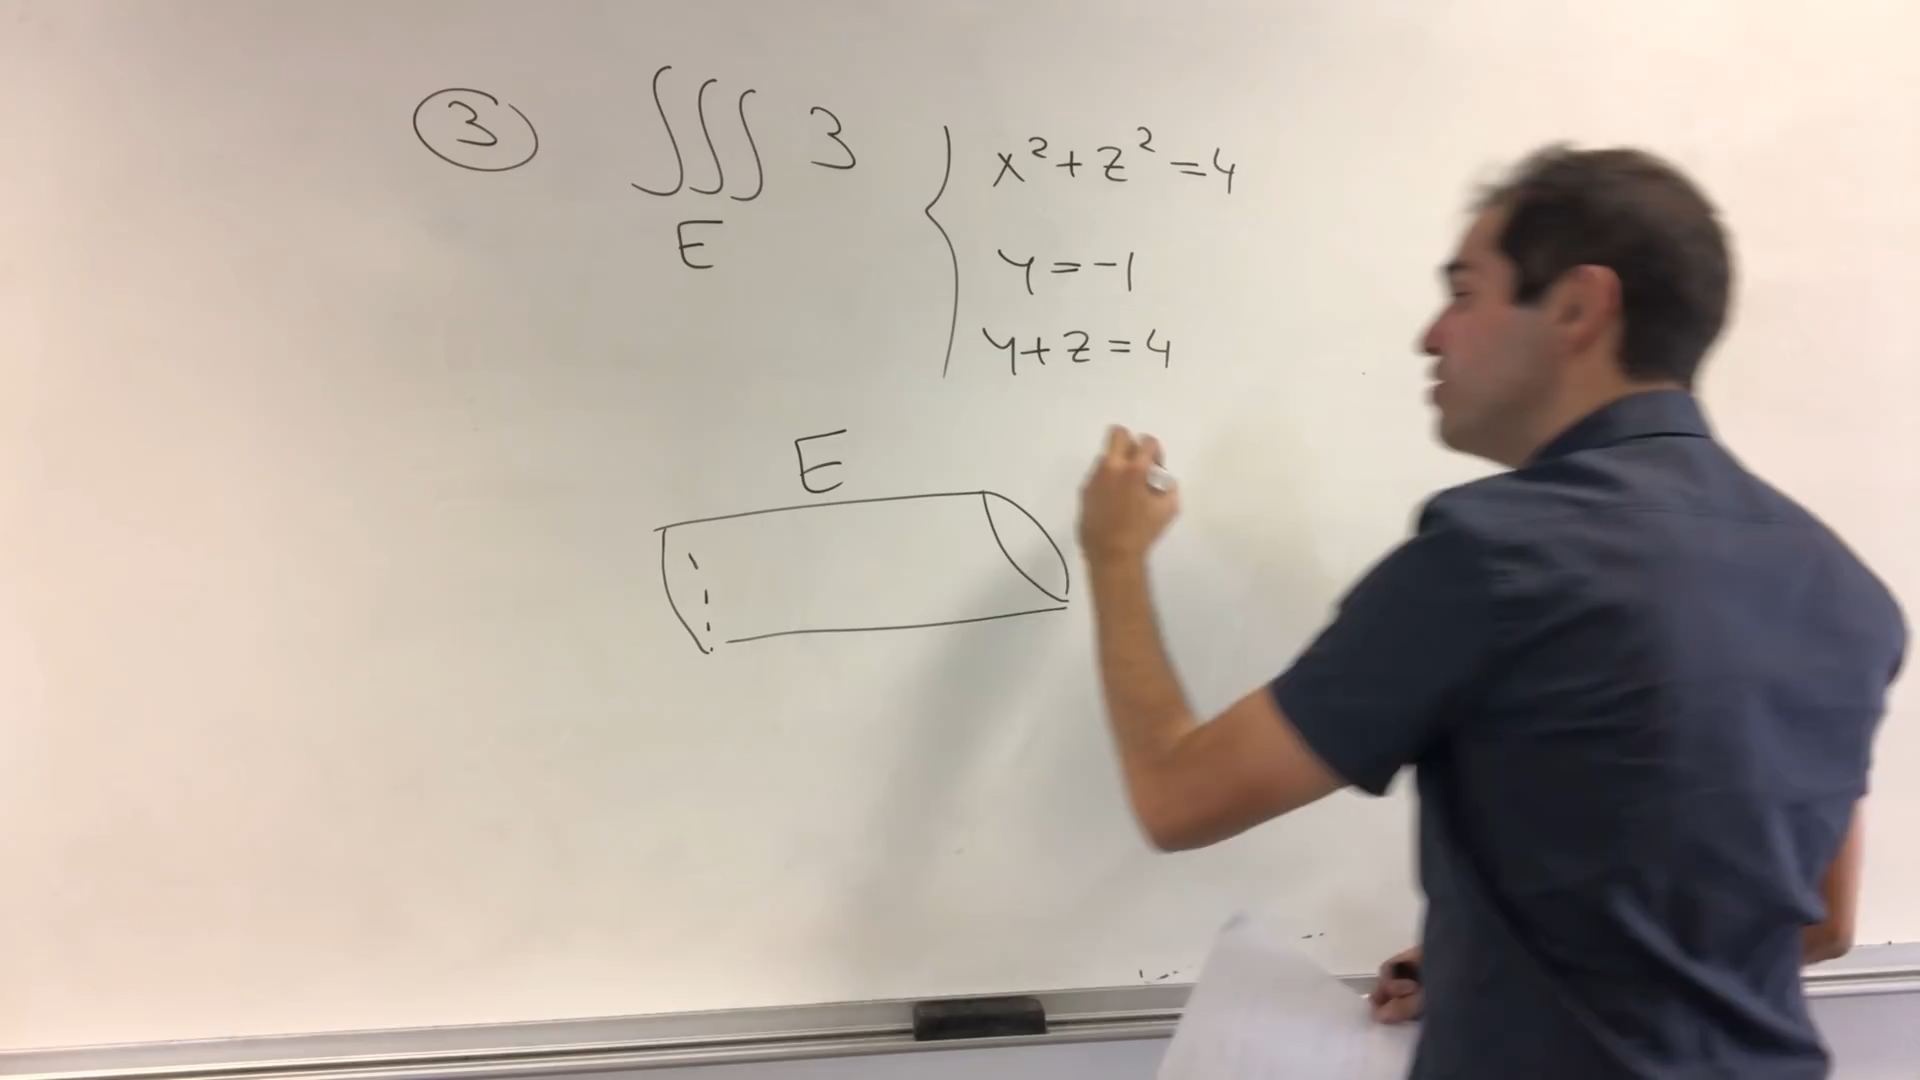 ③ ∭ 3 { x² + z² = 4
E
y = -1
y + z = 4
E